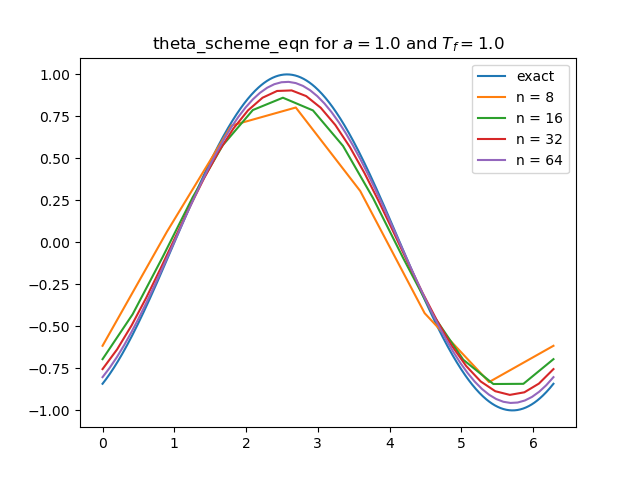 theta_scheme_eqn for a = 1.0 and T_f = 1.0
1.00
0.75
0.50
0.25
0.00
−0.25
−0.50
−0.75
−1.00
0 1 2 3 4 5 6
exact
n = 8
n = 16
n = 32
n = 64